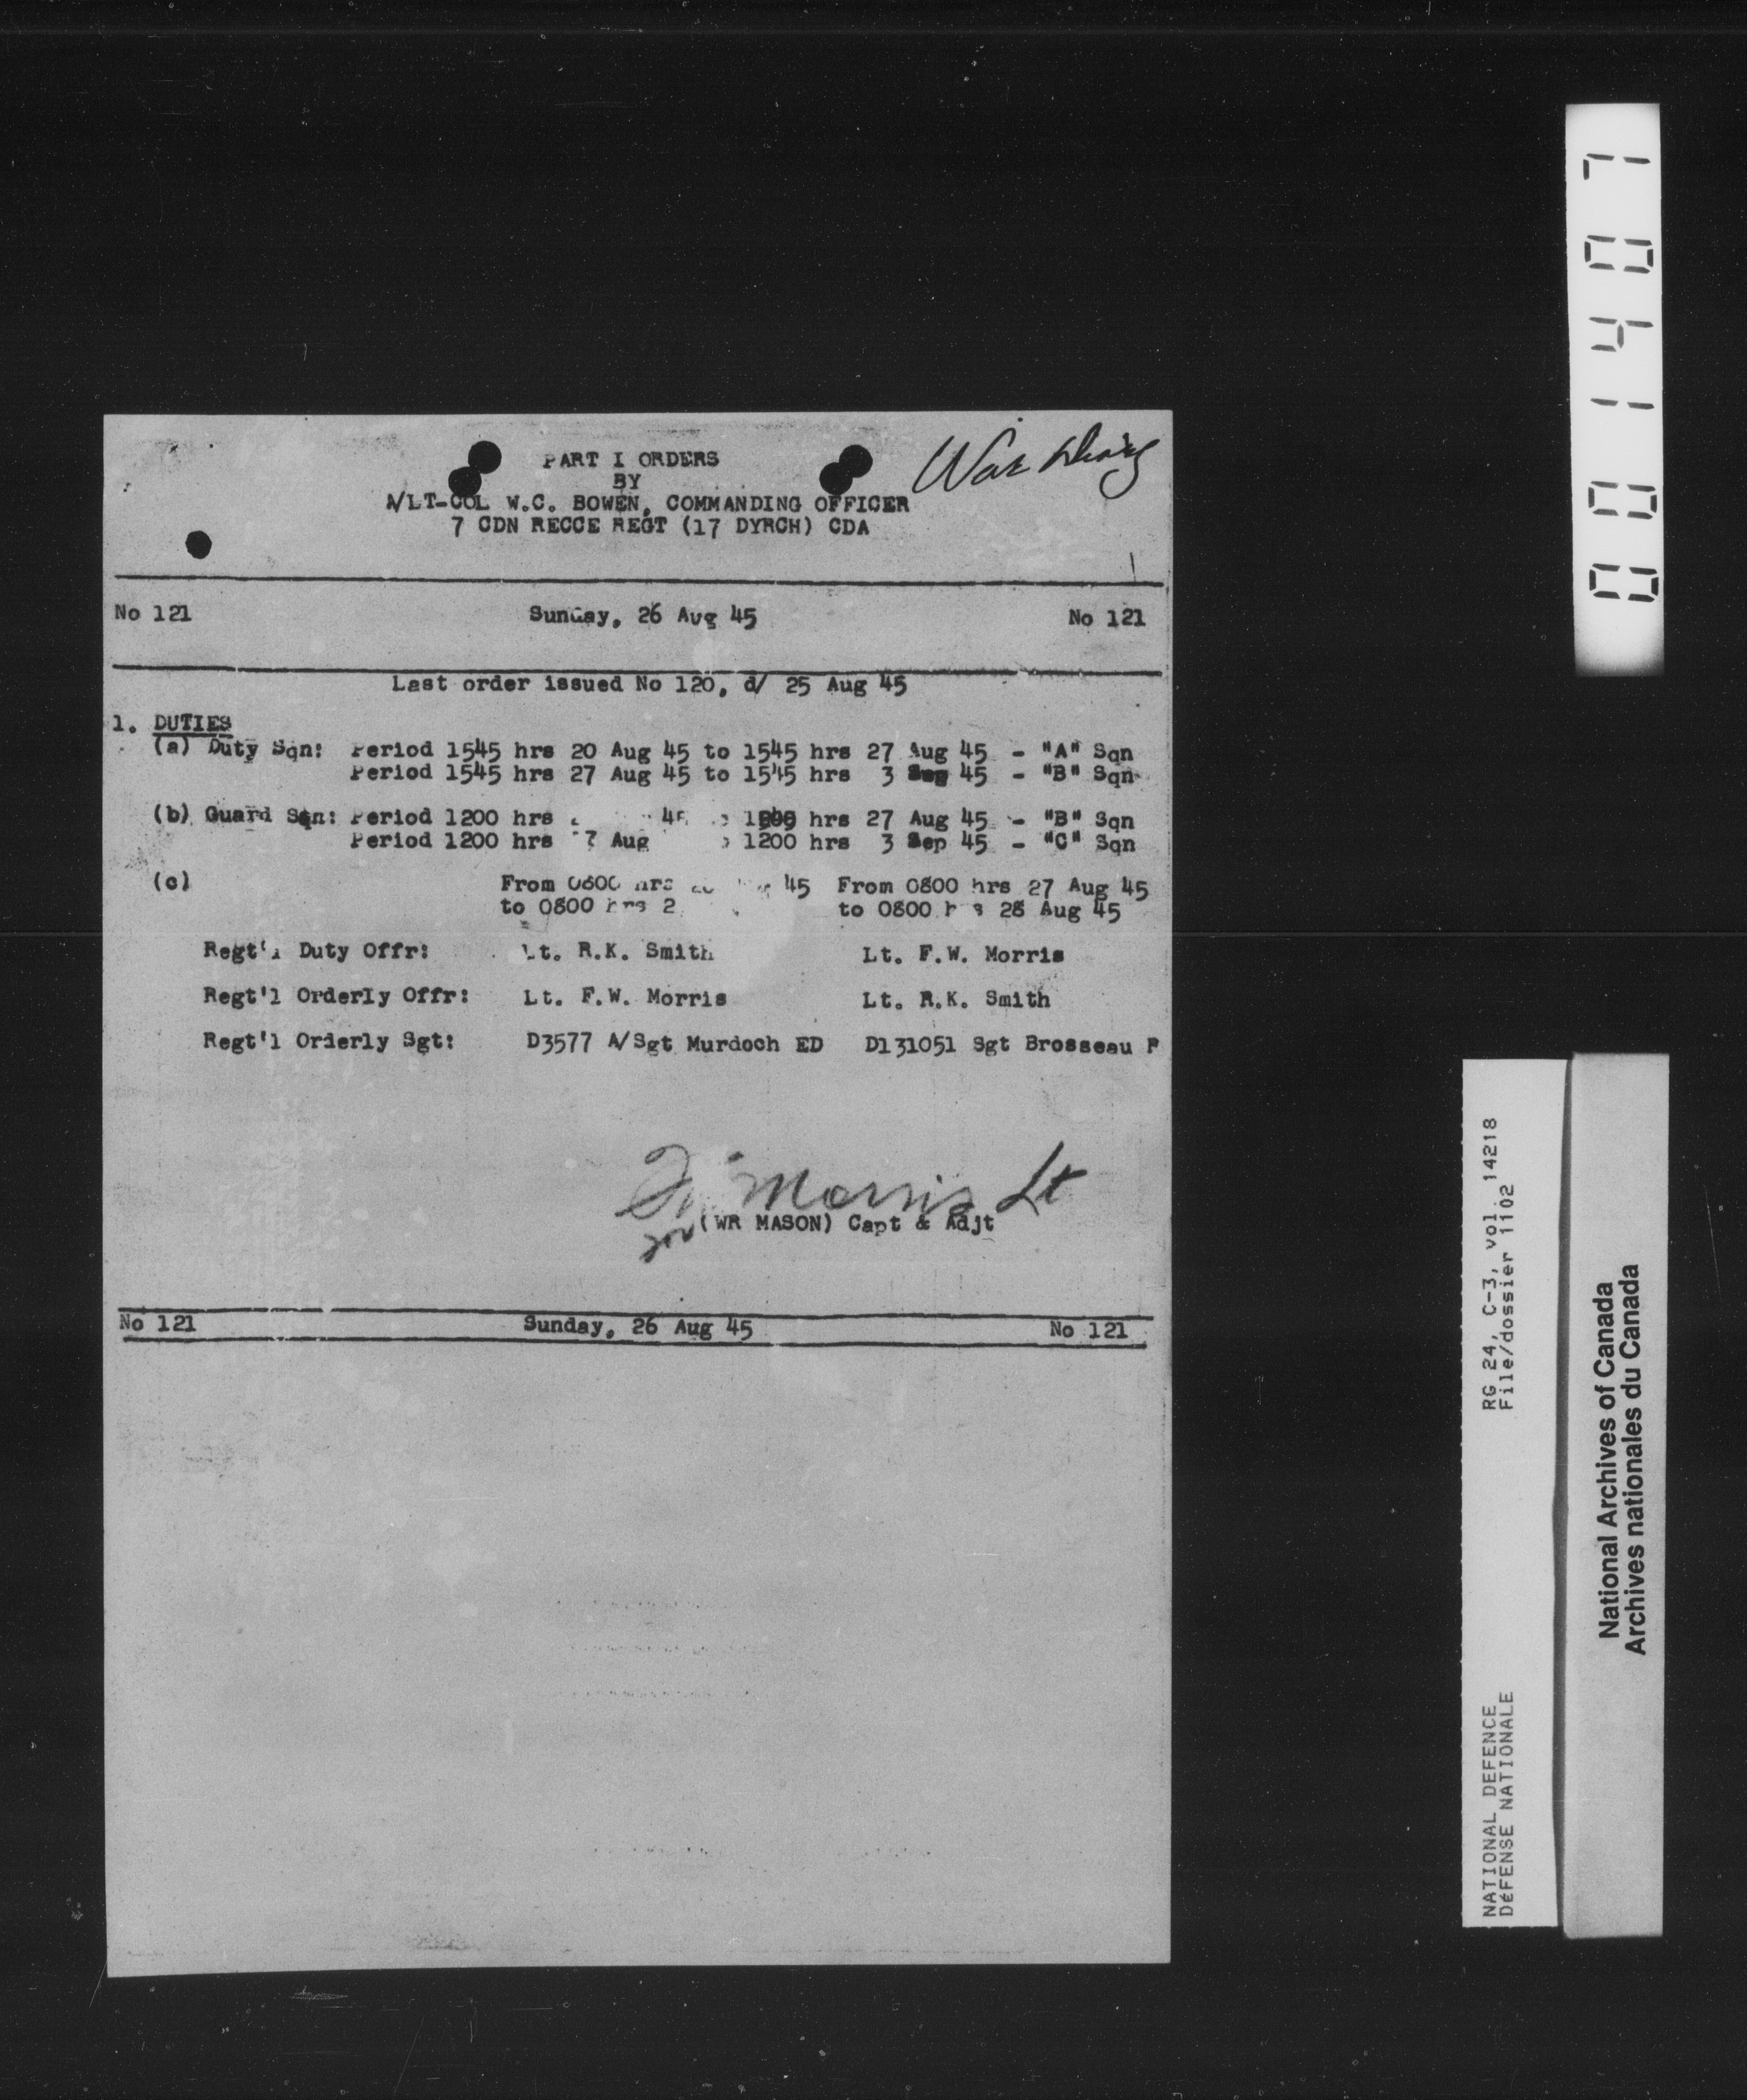 War Diary
PART I ORDERS
BY
A/LT-COL W.C. BOWEN, COMMANDING OFFICER
7 CDN RECCE REGT (17 DYRCH) CDA
No 121 Sunday, 26 Aug 45 No 121
Last order issued No 120, d/ 25 Aug 45
1. DUTIES
(a) Duty Sqn: Period 1545 hrs 20 Aug 45 to 1545 hrs 27 Aug 45 - "A" Sqn
Period 1545 hrs 27 Aug 45 to 1545 hrs 3 Sep 45 - "B" Sqn
(b) Guard Sqn: Period 1200 hrs 45 hrs 27 Aug 45 - "B" Sqn
Period 1200 hrs 7 Aug 1200 hrs 3 Sep 45 - "C" Sqn
(c) From 0800 hrs 45 From 0800 hrs 27 Aug 45
to 0800 hrs 2 to 0800 hrs 28 Aug 45
Regt'l Duty Offr: Lt. R.K. Smith Lt. F.W. Morris
Regt'l Orderly Offr: Lt. F.W. Morris Lt. R.K. Smith
Regt'l Orderly Sgt: D3577 A/Sgt Murdoch ED D131051 Sgt Brosseau P
Morris Lt
for (WR MASON) Capt & Adjt
No 121 Sunday, 26 Aug 45 No 121
001407
RG 24, C-3, vol. 14218
File/dossier 1102
NATIONAL DEFENCE
DéFENSE NATIONALE
National Archives of Canada
Archives nationales du Canada